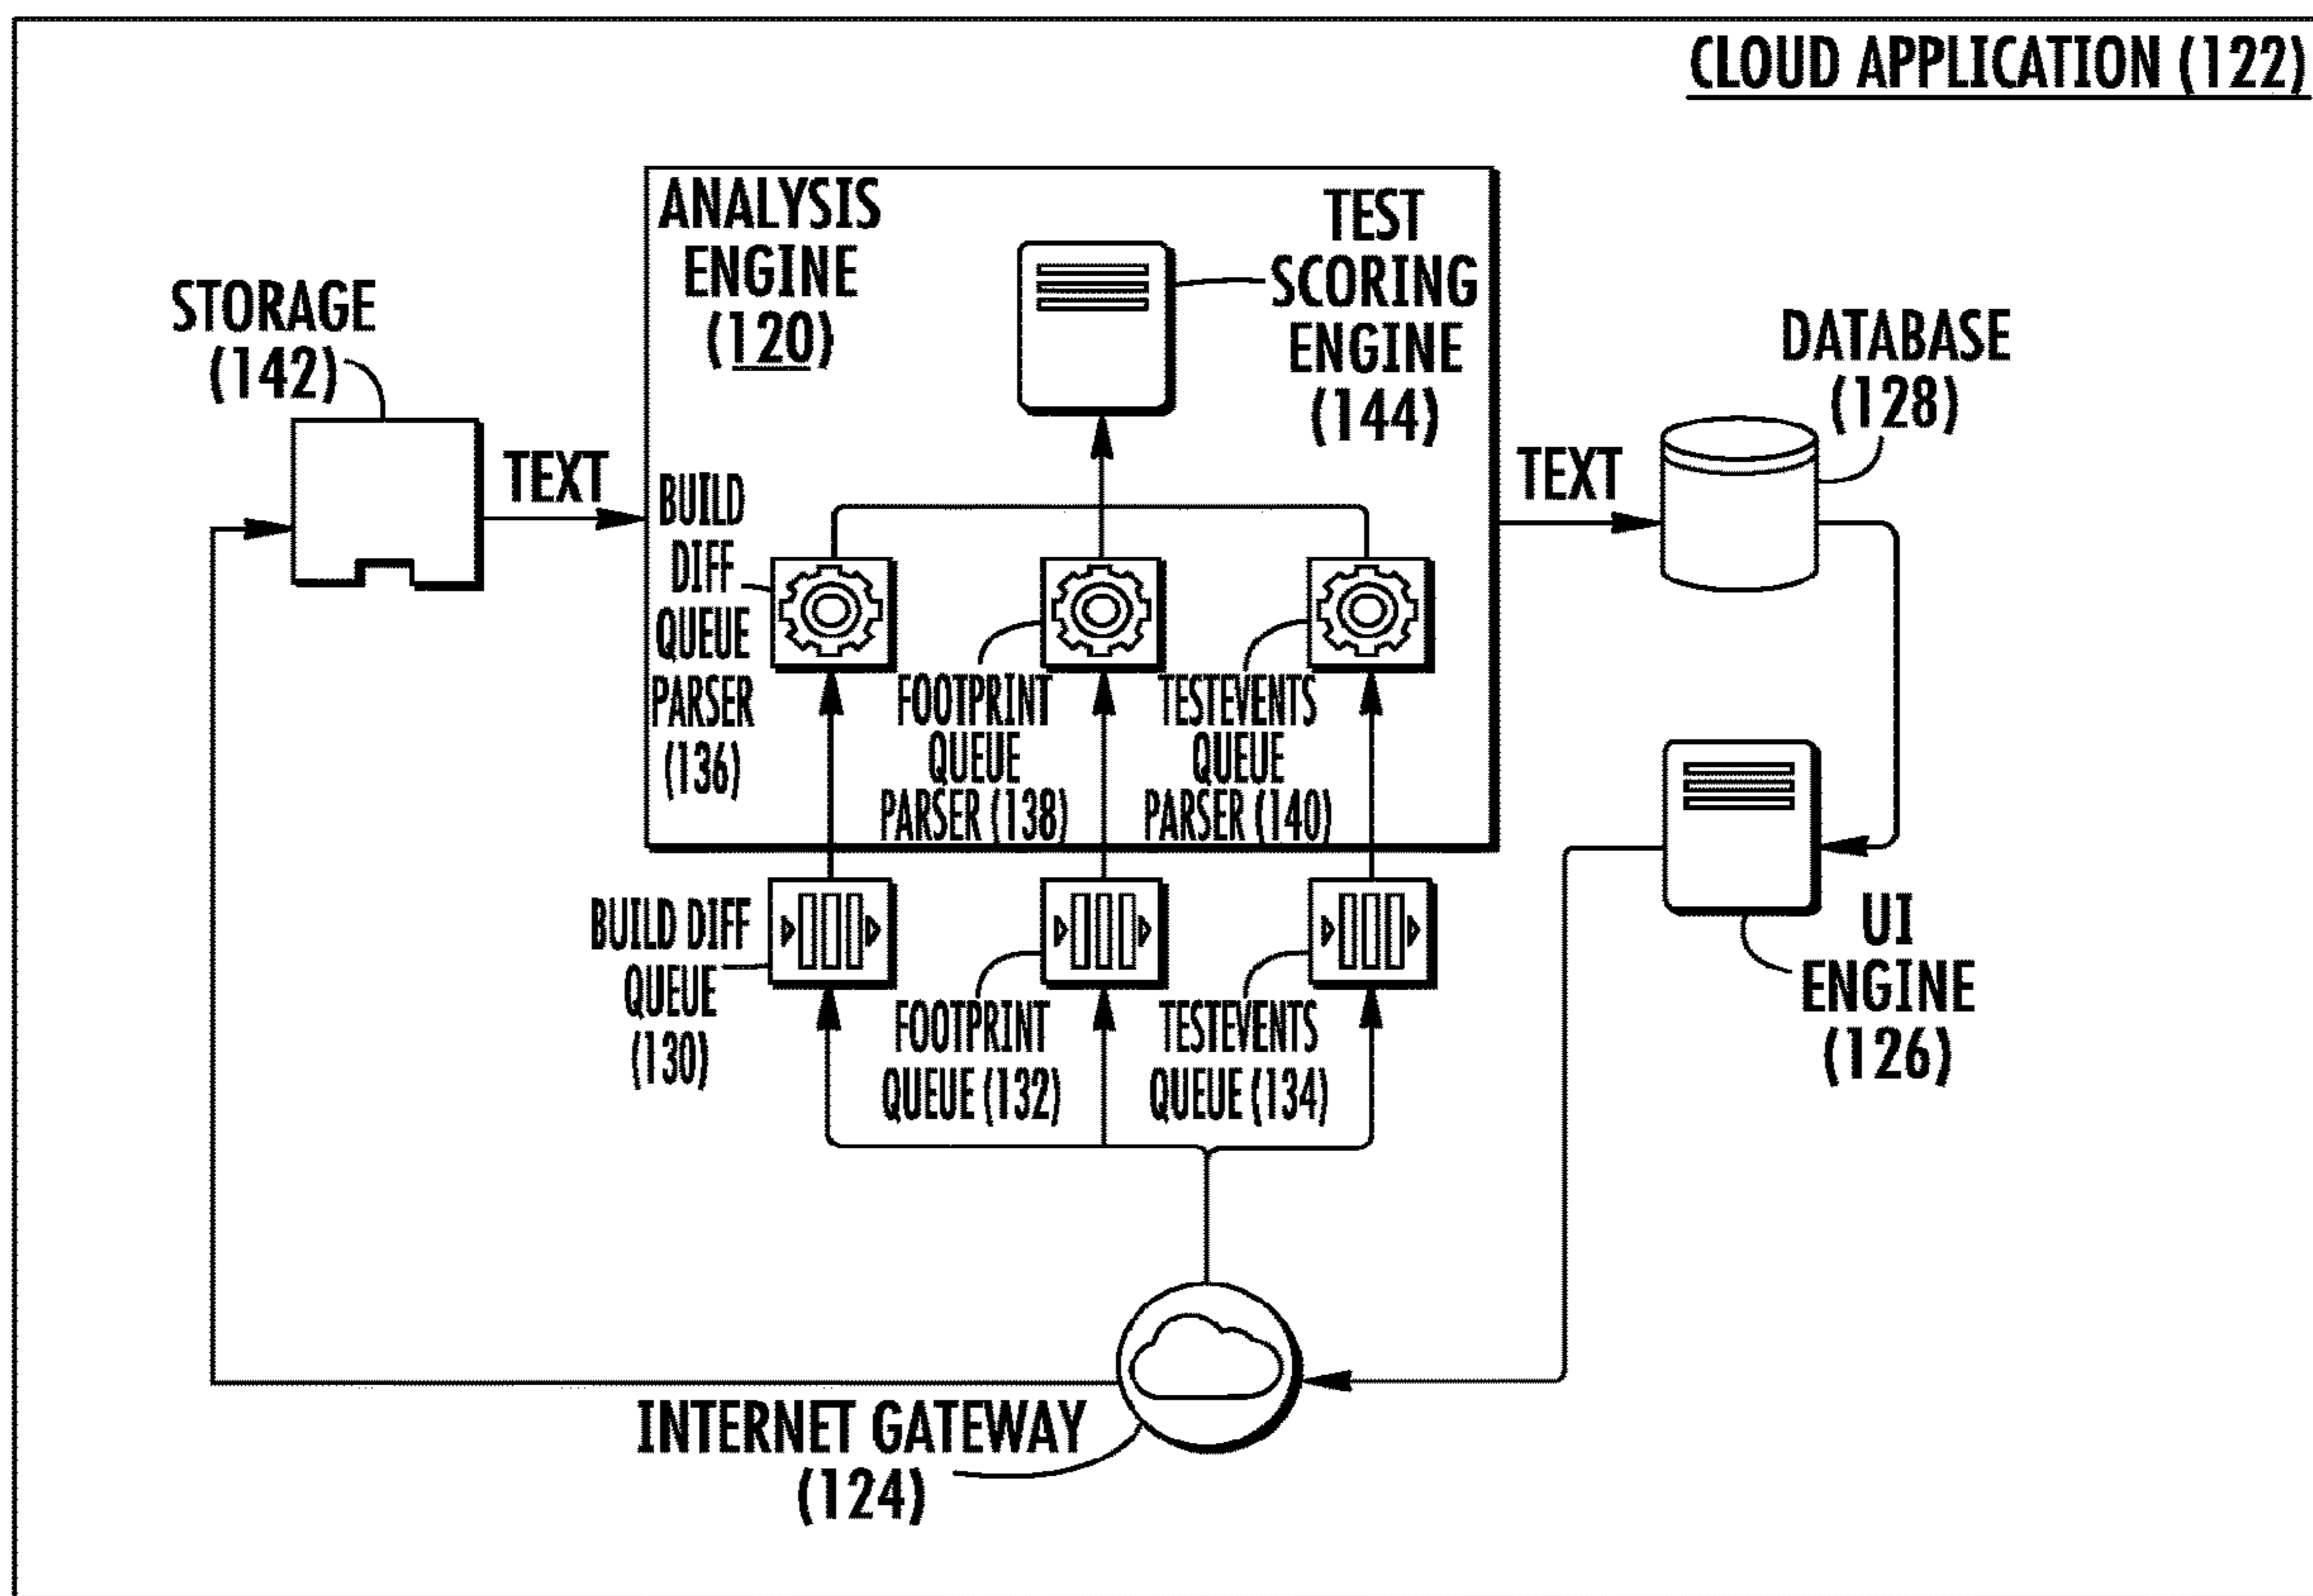 CLOUD APPLICATION (122)
ANALYSIS
ENGINE
(120)
TEST
SCORING
ENGINE
(144)
STORAGE
(142)
TEXT
DATABASE
(128)
TEXT
BUILD
DIFF
QUEUE
PARSER
(136)
FOOTPRINT
QUEUE
PARSER (138)
TESTEVENTS
QUEUE
PARSER (140)
BUILD DIFF
QUEUE
(130)
FOOTPRINT
QUEUE (132)
TESTEVENTS
QUEUE (134)
UI
ENGINE
(126)
INTERNET GATEWAY
(124)